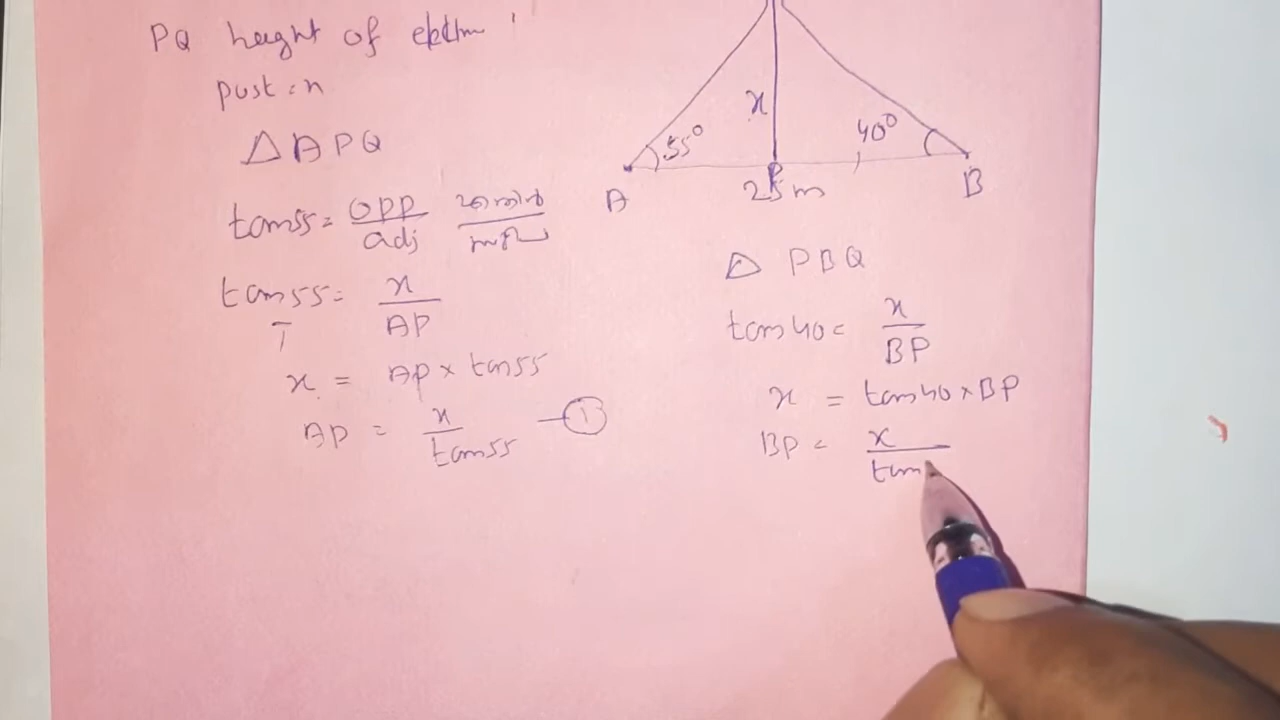 PQ height of
post = x
△ APQ
tan55 = opp/adj
tan55 = x/AP
x = AP × tan55
AP = x/tan55 — ①
x
55°
40°
A
P
25m
B
△ PBQ
tan40 = x/BP
x = tan40 × BP
BP = x/tan